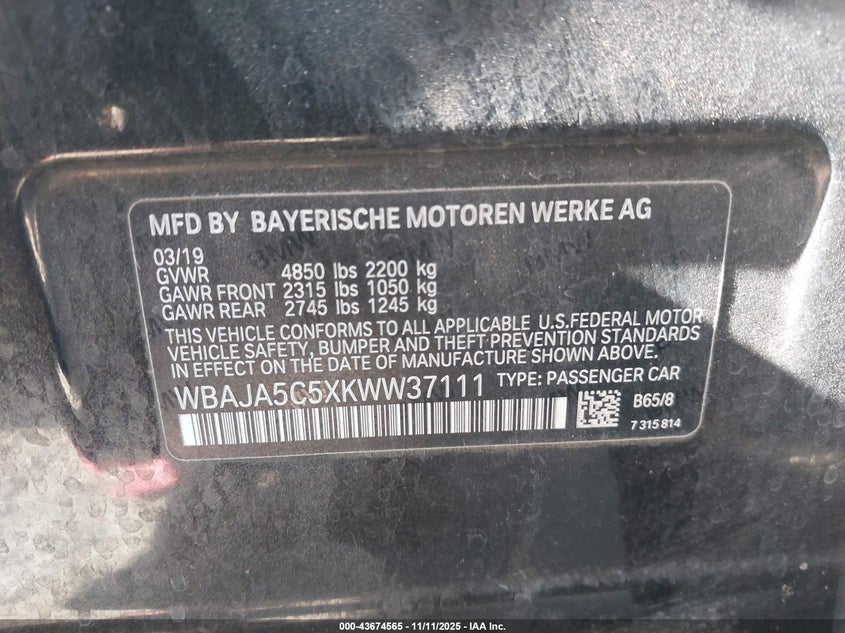 MFD BY BAYERISCHE MOTOREN WERKE AG
03/19
GVWR 4850 lbs 2200 kg
GAWR FRONT 2315 lbs 1050 kg
GAWR REAR 2745 lbs 1245 kg
THIS VEHICLE CONFORMS TO ALL APPLICABLE U.S.FEDERAL MOTOR
VEHICLE SAFETY, BUMPER AND THEFT PREVENTION STANDARDS
IN EFFECT ON THE DATE OF MANUFACTURE SHOWN ABOVE.
WBAJA5C5XKWW37111 TYPE: PASSENGER CAR
B65/8
7 315 814
000-43674565 - 11/11/2025 - IAA Inc.